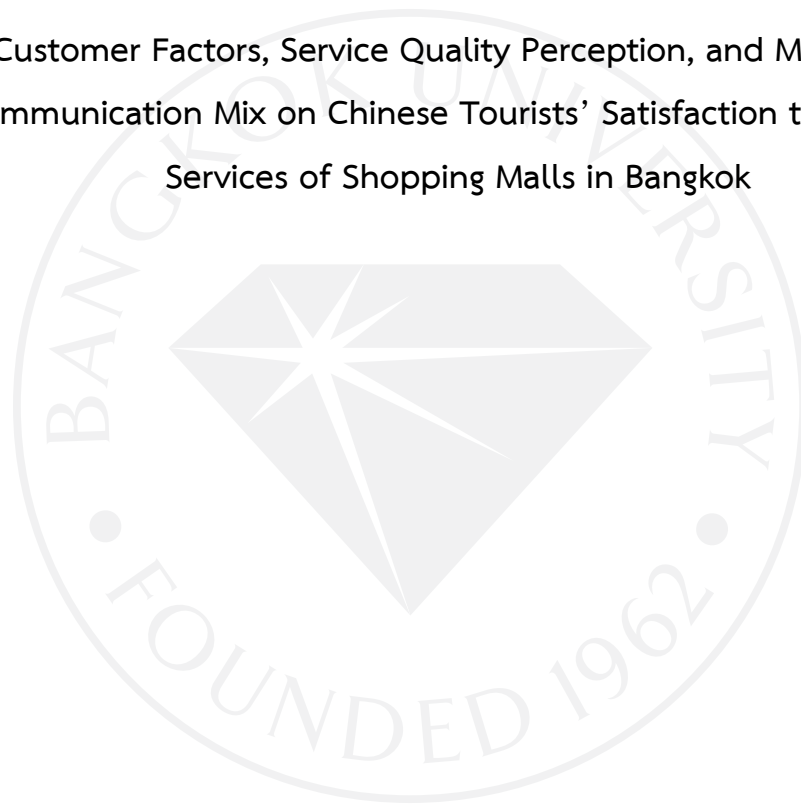 Customer Factors, Service Quality Perception, and M
mmunication Mix on Chinese Tourists’ Satisfaction t
Services of Shopping Malls in Bangkok
BANGKOK UNIVERSITY
FOUNDED 1962